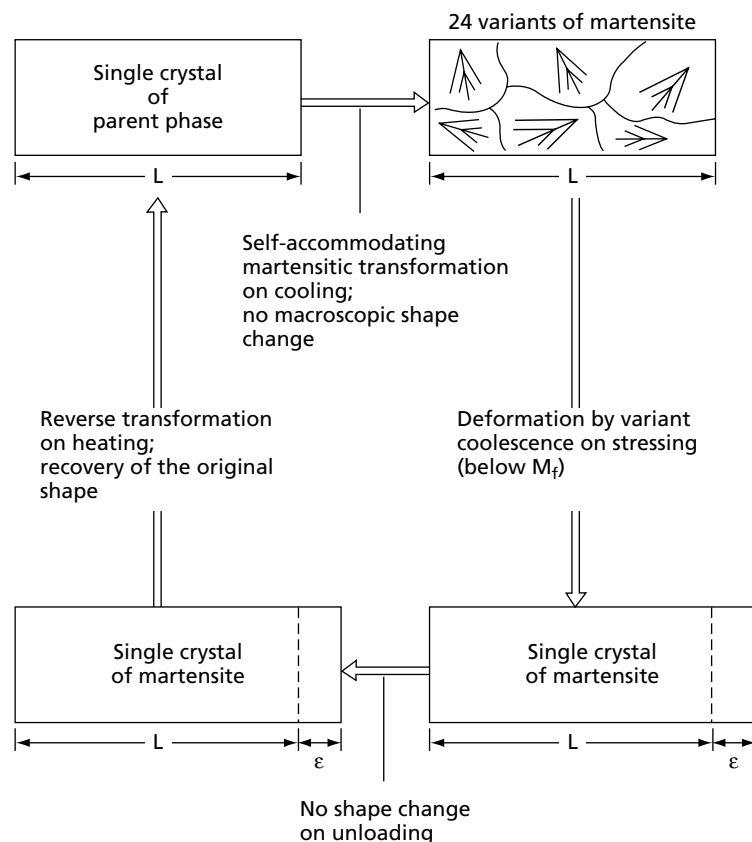 24 variants of martensite
Single crystal
of
parent phase
L
L
Self-accommodating
martensitic transformation
on cooling;
no macroscopic shape
change
Reverse transformation
on heating;
recovery of the original
shape
Deformation by variant
coolescence on stressing
(below Mf)
Single crystal
of martensite
Single crystal
of martensite
L
ε
L
ε
No shape change
on unloading